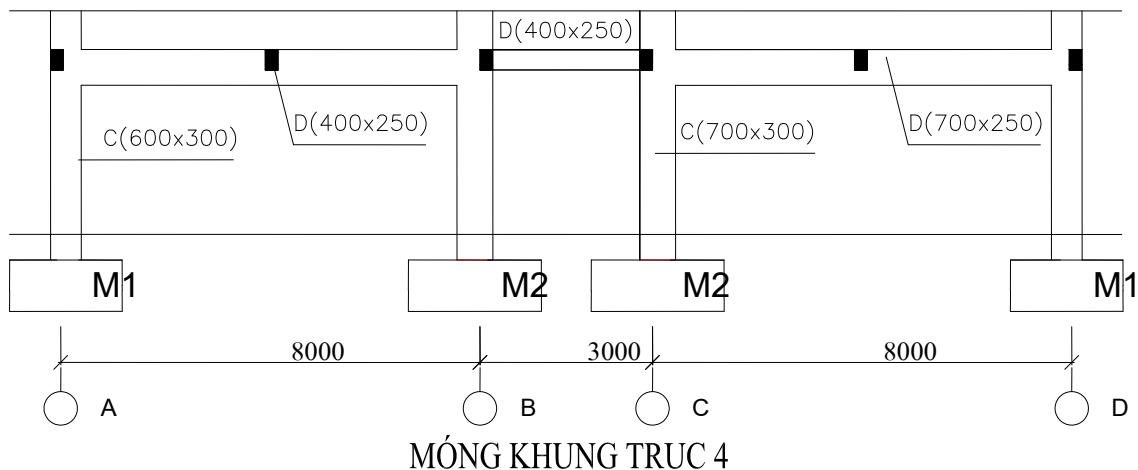 D(400x250)
C(600x300)
D(400x250)
C(700x300)
D(700x250)
M1
M2
M2
M1
8000
3000
8000
A
B
C
D
MÓNG KHUNG TRUC 4